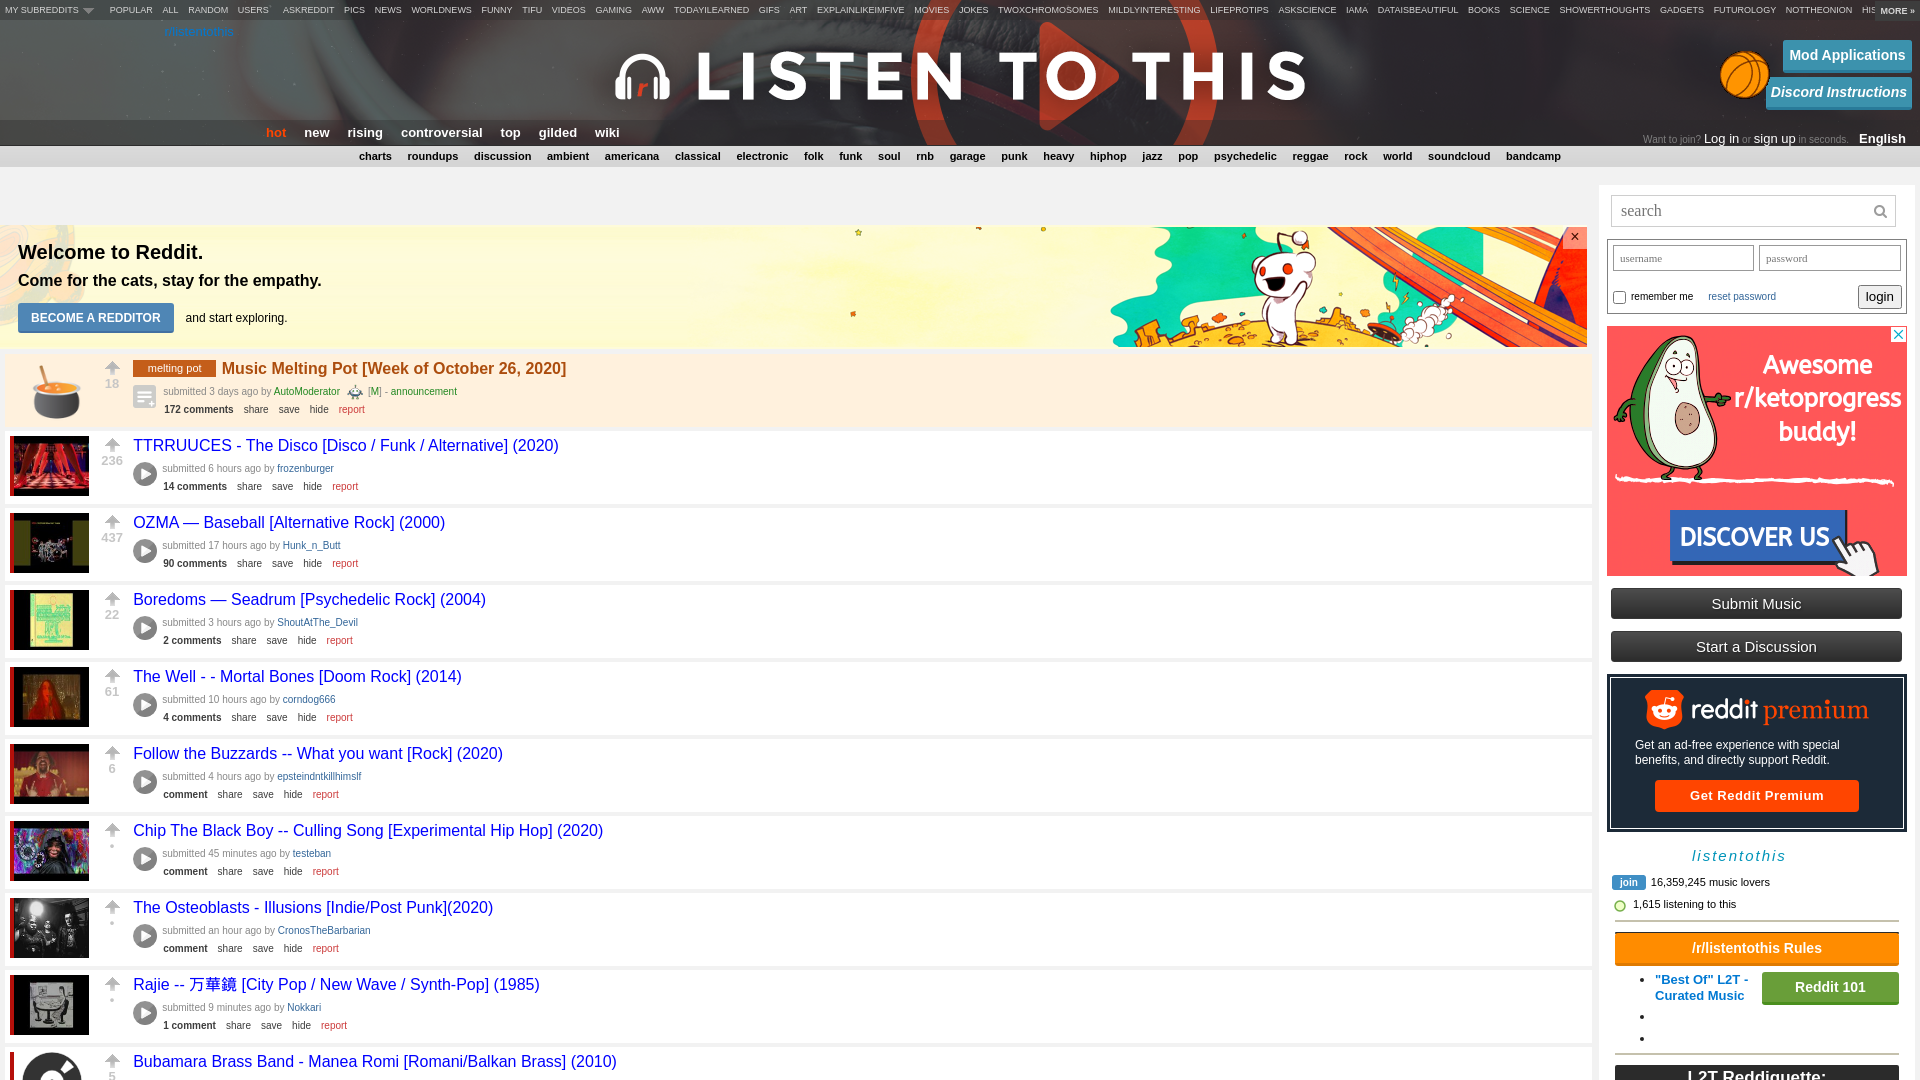 MY SUBREDDITS POPULAR ALL RANDOM USERS ASKREDDIT PICS NEWS WORLDNEWS FUNNY TIFU VIDEOS GAMING AWW TODAYILEARNED GIFS ART EXPLAINLIKEIMFIVE MOVIES JOKES TWOXCHROMOSOMES MILDLYINTERESTING LIFEPROTIPS ASKSCIENCE IAMA DATAISBEAUTIFUL BOOKS SCIENCE SHOWERTHOUGHTS GADGETS FUTUROLOGY NOTTHEONION HIS MORE »
r LISTEN TO THIS
Mod Applications
Discord Instructions
hot new rising controversial top gilded wiki
Want to join? Log in or sign up in seconds. English
charts roundups discussion ambient americana classical electronic folk funk soul rnb garage punk heavy hiphop jazz pop psychedelic reggae rock world soundcloud bandcamp
Welcome to Reddit.
Come for the cats, stay for the empathy.
BECOME A REDDITOR and start exploring.
×
18
melting pot Music Melting Pot [Week of October 26, 2020]
submitted 3 days ago by AutoModerator [M] - announcement
172 comments share save hide report
236
TTRRUUCES - The Disco [Disco / Funk / Alternative] (2020)
submitted 6 hours ago by frozenburger
14 comments share save hide report
437
OZMA — Baseball [Alternative Rock] (2000)
submitted 17 hours ago by Hunk_n_Butt
90 comments share save hide report
22
Boredoms — Seadrum [Psychedelic Rock] (2004)
submitted 3 hours ago by ShoutAtThe_Devil
2 comments share save hide report
61
The Well - - Mortal Bones [Doom Rock] (2014)
submitted 10 hours ago by corndog666
4 comments share save hide report
6
Follow the Buzzards -- What you want [Rock] (2020)
submitted 4 hours ago by epsteindntkillhimslf
comment share save hide report
•
Chip The Black Boy -- Culling Song [Experimental Hip Hop] (2020)
submitted 45 minutes ago by testeban
comment share save hide report
•
The Osteoblasts - Illusions [Indie/Post Punk](2020)
submitted an hour ago by CronosTheBarbarian
comment share save hide report
•
Rajie -- 万華鏡 [City Pop / New Wave / Synth-Pop] (1985)
submitted 9 minutes ago by Nokkari
1 comment share save hide report
5
Bubamara Brass Band - Manea Romi [Romani/Balkan Brass] (2010)
search
username password
remember me reset password login
Awesome
r/ketoprogress
buddy!
DISCOVER US
Submit Music
Start a Discussion
reddit premium
Get an ad-free experience with special
benefits, and directly support Reddit.
Get Reddit Premium
listentothis
join 16,359,245 music lovers
1,615 listening to this
/r/listentothis Rules
"Best Of" L2T -
Curated Music
Reddit 101
L2T Reddiquette: